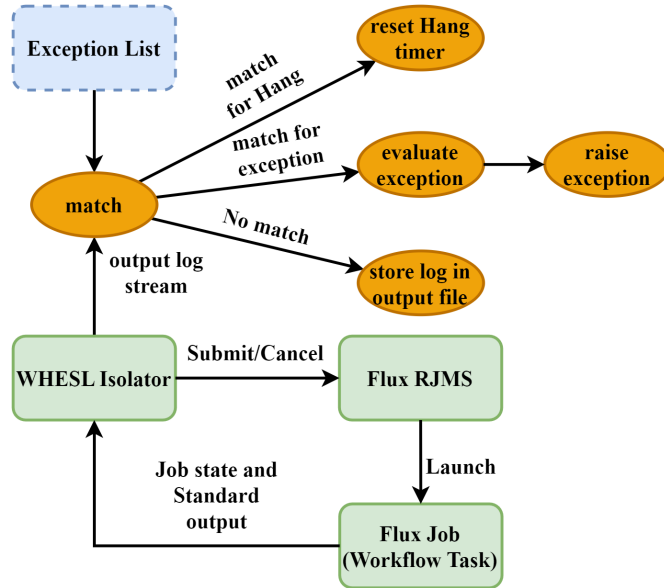 Exception List
reset Hang
timer
match
for Hang
match for
exception
evaluate
exception
raise
exception
match
No match
output log
stream
store log in
output file
WHESL Isolator
Submit/Cancel
Flux RJMS
Job state and
Standard
output
Launch
Flux Job
(Workflow Task)